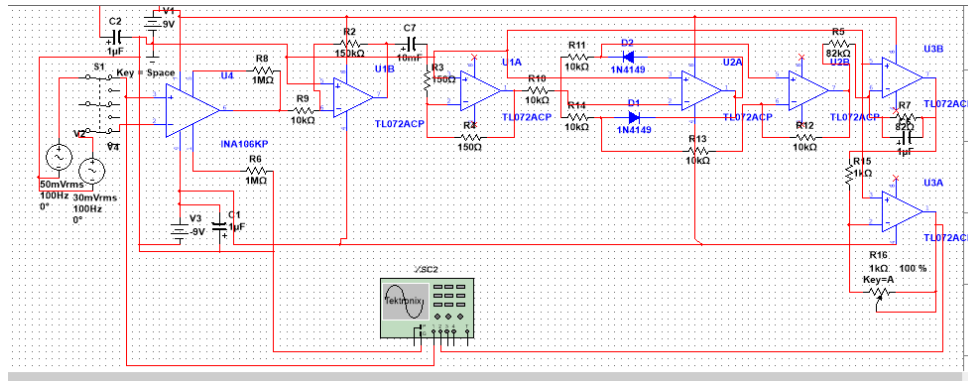 C2
1µF
V1
-9V
S1
Key = Space
V2
V4
50mVrms
100Hz
0°
30mVrms
100Hz
0°
U4
INA106KP
R8
1MΩ
R6
1MΩ
R9
10kΩ
V3
-9V
C1
1µF
R2
150kΩ
U1B
TL072ACP
C7
10mF
R3
150Ω
R4
150Ω
U1A
TL072ACP
R10
10kΩ
R11
10kΩ
R14
10kΩ
D2
1N4149
D1
1N4149
U2A
TL072ACP
R13
10kΩ
U2B
TL072ACP
R12
10kΩ
R5
82kΩ
U3B
TL072ACP
R7
82Ω
1µF
R15
1kΩ
U3A
TL072ACP
R16
1kΩ 100 %
Key=A
XSC2
Tektronix